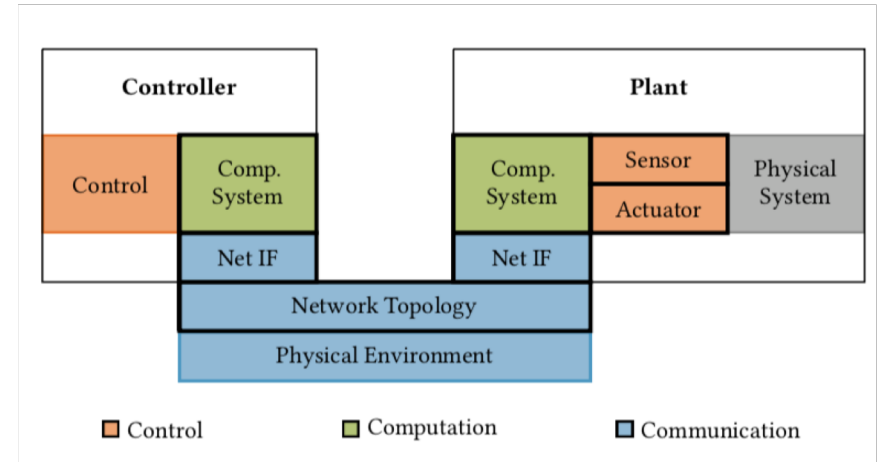 Controller
Plant
Control
Comp.
System
Comp.
System
Sensor
Actuator
Physical
System
Net IF
Net IF
Network Topology
Physical Environment
Control
Computation
Communication